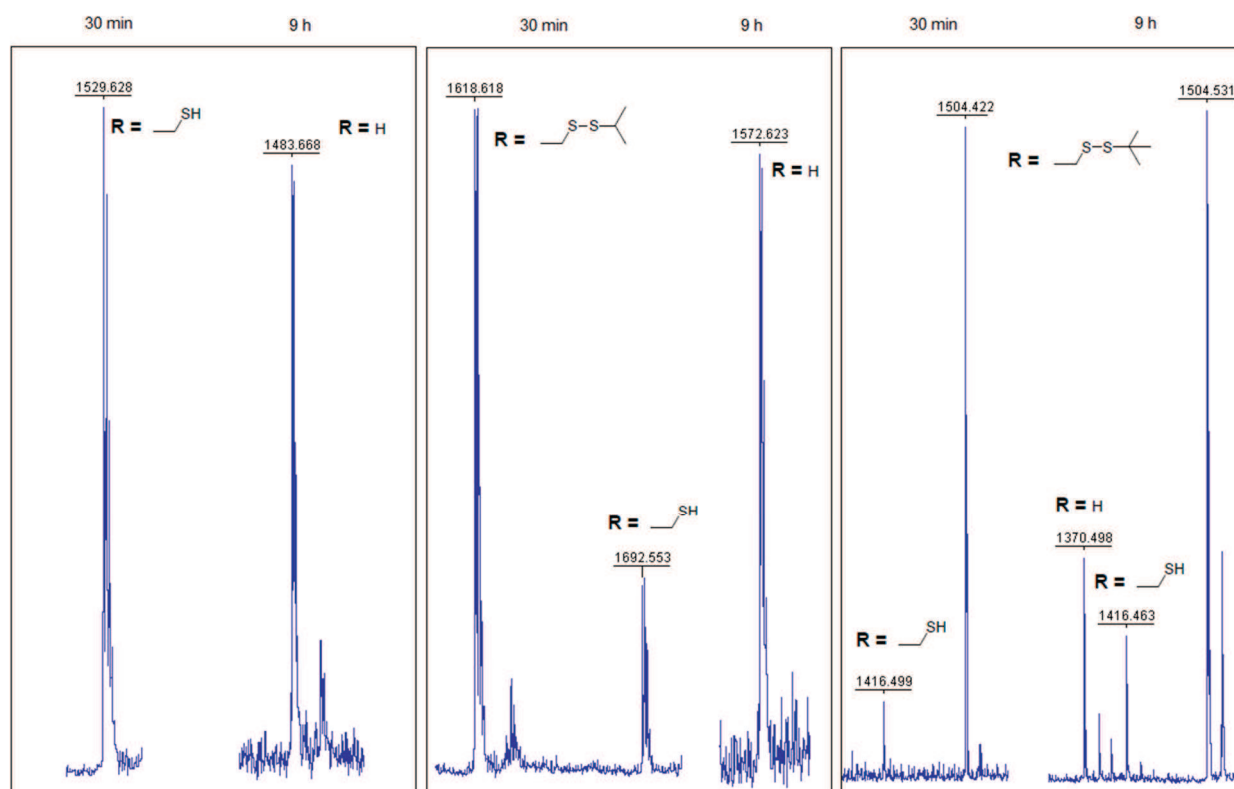 30 min
9 h
30 min
9 h
30 min
9 h
1529.628
R = SH
1483.668
R = H
1618.618
R = S-S
1572.623
R = H
R = SH
1692.553
1504.422
1504.531
R = S-S
R = SH
1416.499
R = H
1370.498
R = SH
1416.463